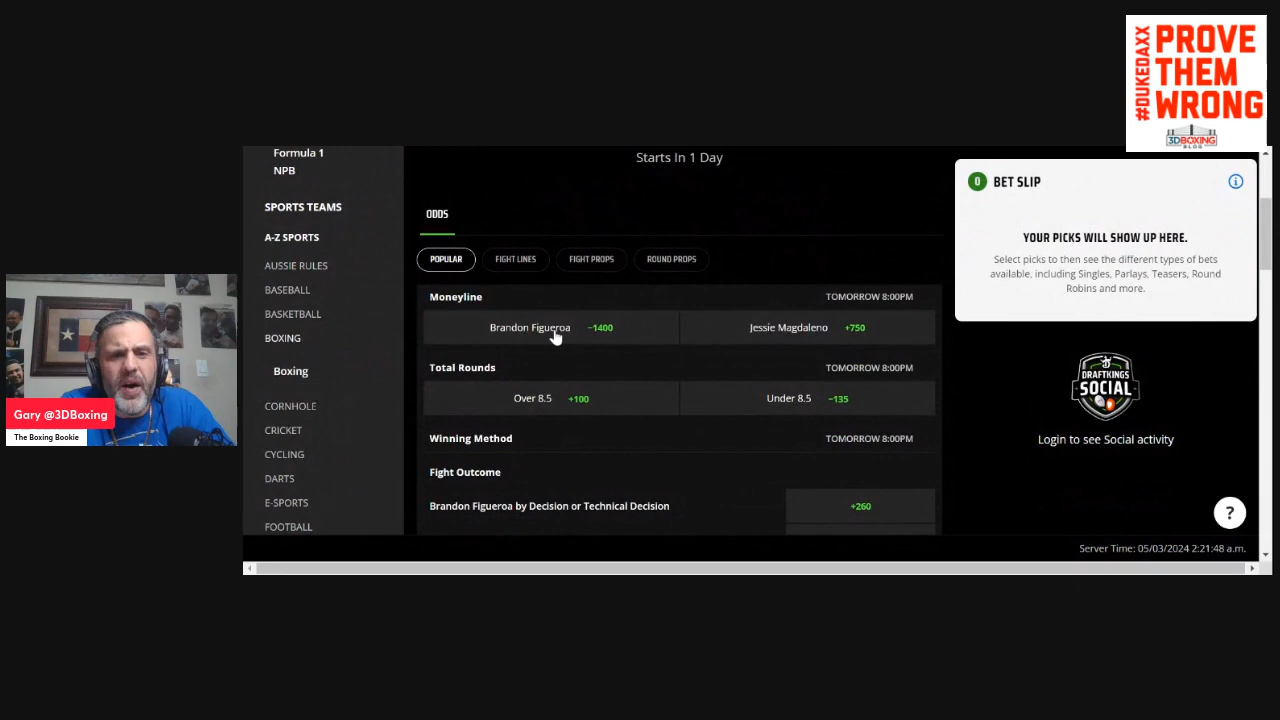 #DUKEDAXX
PROVE
THEM
WRONG
3DBOXING
BLOG
Formula 1
NPB
SPORTS TEAMS
A-Z SPORTS
AUSSIE RULES
BASEBALL
BASKETBALL
BOXING
Boxing
CORNHOLE
CRICKET
CYCLING
DARTS
E-SPORTS
FOOTBALL
Starts In 1 Day
ODDS
POPULAR FIGHT LINES FIGHT PROPS ROUND PROPS
Moneyline TOMORROW 8:00PM
Brandon Figueroa −1400 Jessie Magdaleno +750
Total Rounds TOMORROW 8:00PM
Over 8.5 +100 Under 8.5 −135
Winning Method TOMORROW 8:00PM
Fight Outcome
Brandon Figueroa by Decision or Technical Decision +260
0 BET SLIP
YOUR PICKS WILL SHOW UP HERE.
Select picks to then see the different types of bets
available, including Singles, Parlays, Teasers, Round
Robins and more.
DRAFTKINGS
SOCIAL
Login to see Social activity
?
Server Time: 05/03/2024 2:21:48 a.m.
Gary @3DBoxing
The Boxing Bookie